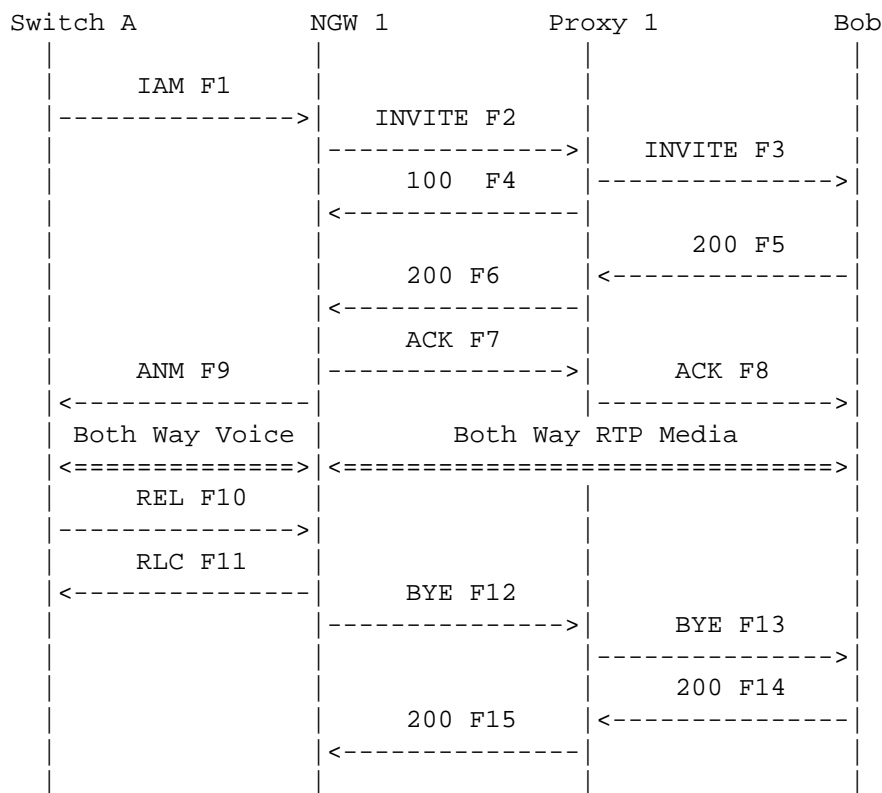 Switch A NGW 1 Proxy 1 Bob
IAM F1
INVITE F2
INVITE F3
100 F4
200 F5
200 F6
ACK F7
ANM F9 ACK F8
Both Way Voice Both Way RTP Media
REL F10
RLC F11
BYE F12
BYE F13
200 F14
200 F15